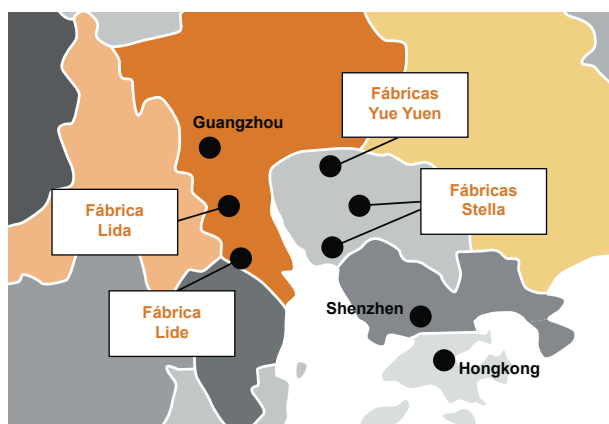 Fábricas
Yue Yuen
Guangzhou
Fábricas
Stella
Fábrica
Lida
Fábrica
Lide
Shenzhen
Hongkong